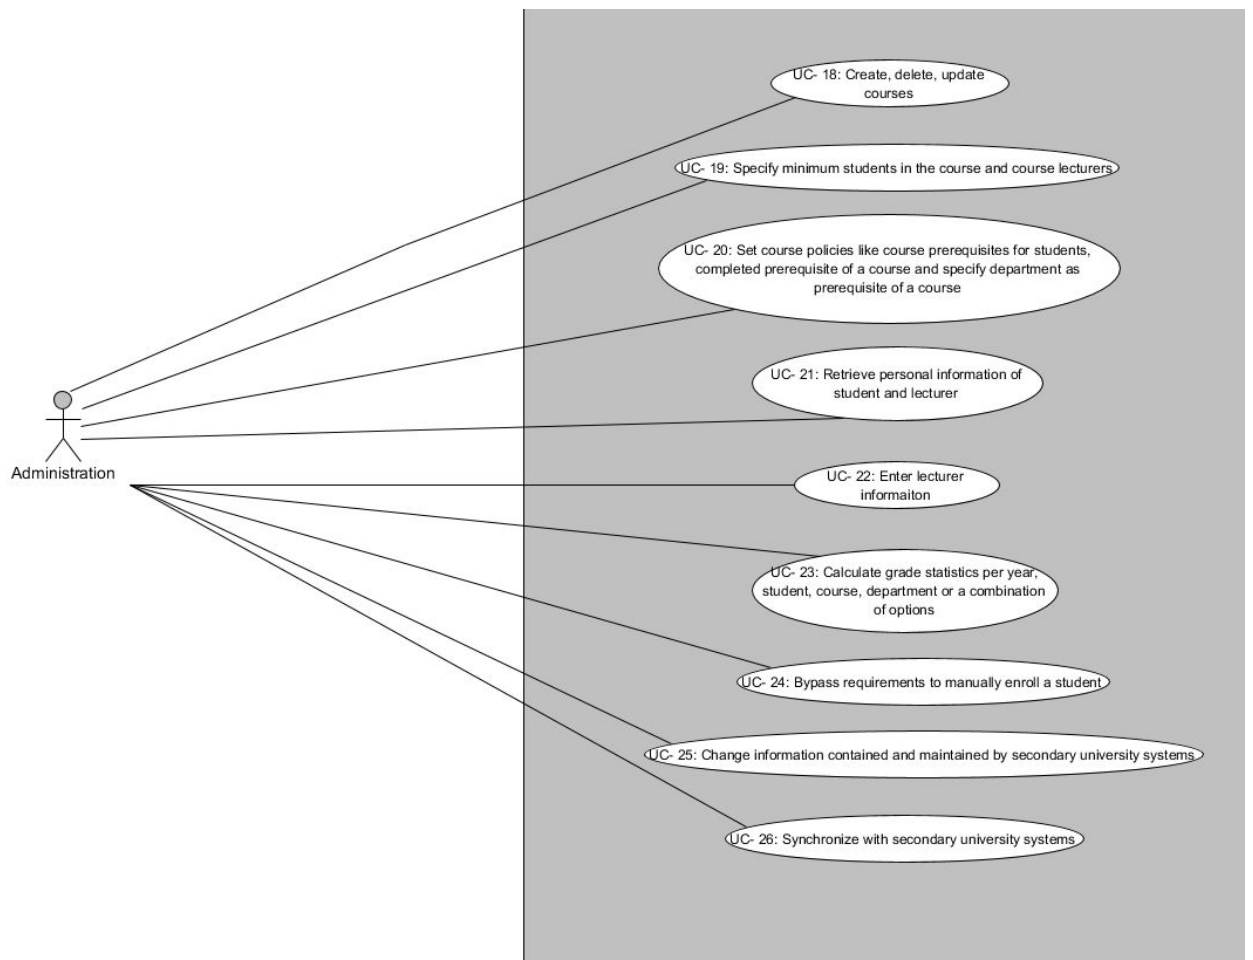 UC- 18: Create, delete, update
courses
UC- 19: Specify minimum students in the course and course lecturers
UC- 20: Set course policies like course prerequisites for students,
completed prerequisite of a course and specify department as
prerequisite of a course
UC- 21: Retrieve personal information of
student and lecturer
Administration
UC- 22: Enter lecturer
informaiton
UC- 23: Calculate grade statistics per year,
student, course, department or a combination
of options
UC- 24: Bypass requirements to manually enroll a student
UC- 25: Change information contained and maintained by secondary university systems
UC- 26: Synchronize with secondary university systems